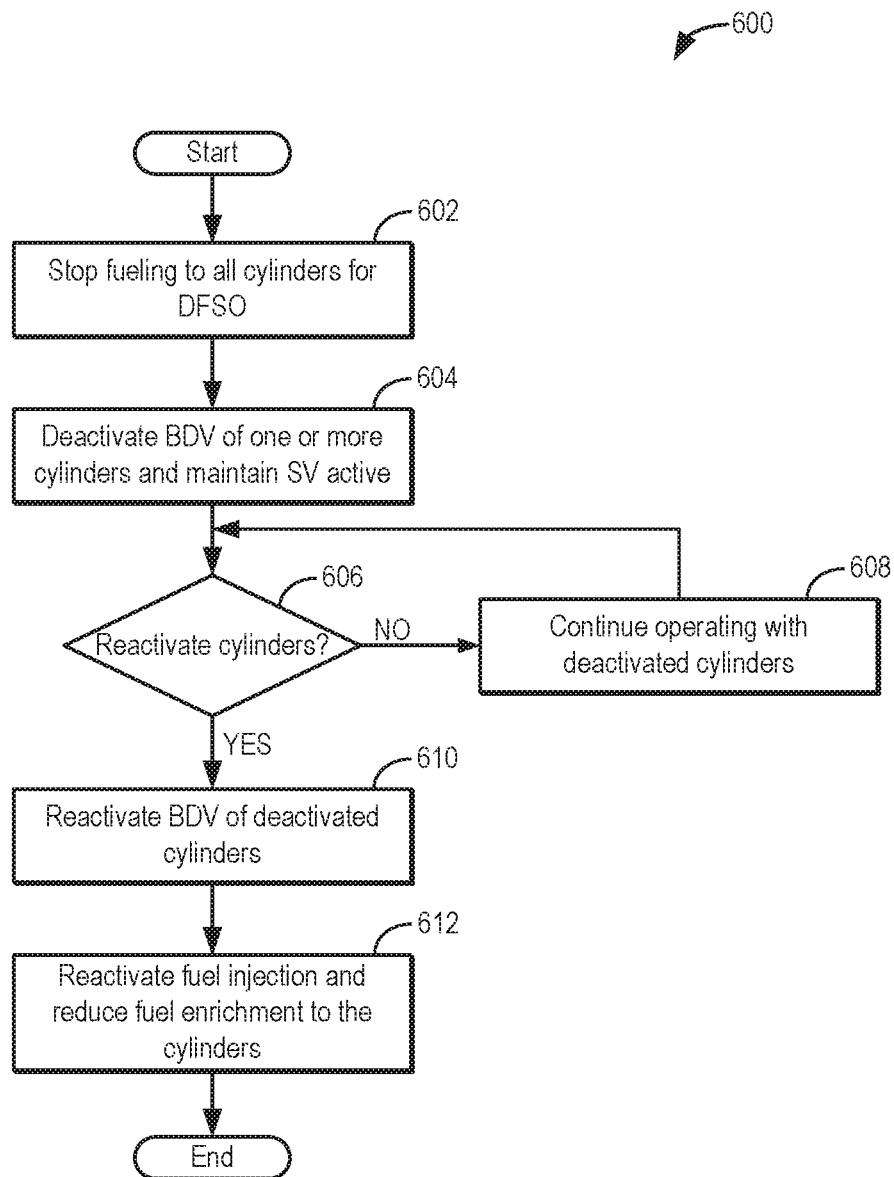 600
Start
602
Stop fueling to all cylinders for
DFSO
604
Deactivate BDV of one or more
cylinders and maintain SV active
606
Reactivate cylinders?
NO
608
Continue operating with
deactivated cylinders
YES
610
Reactivate BDV of deactivated
cylinders
612
Reactivate fuel injection and
reduce fuel enrichment to the
cylinders
End